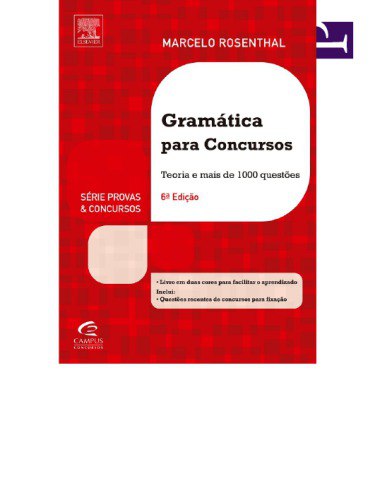 MARCELO ROSENTHAL
ELSEVIER
Gramática
para Concursos
Teoria e mais de 1000 questões
6ª Edição
SÉRIE PROVAS
& CONCURSOS
• Livro em duas cores para facilitar o aprendizado
Inclui:
• Questões recentes de concursos para fixação
CAMPUS
CONCURSOS